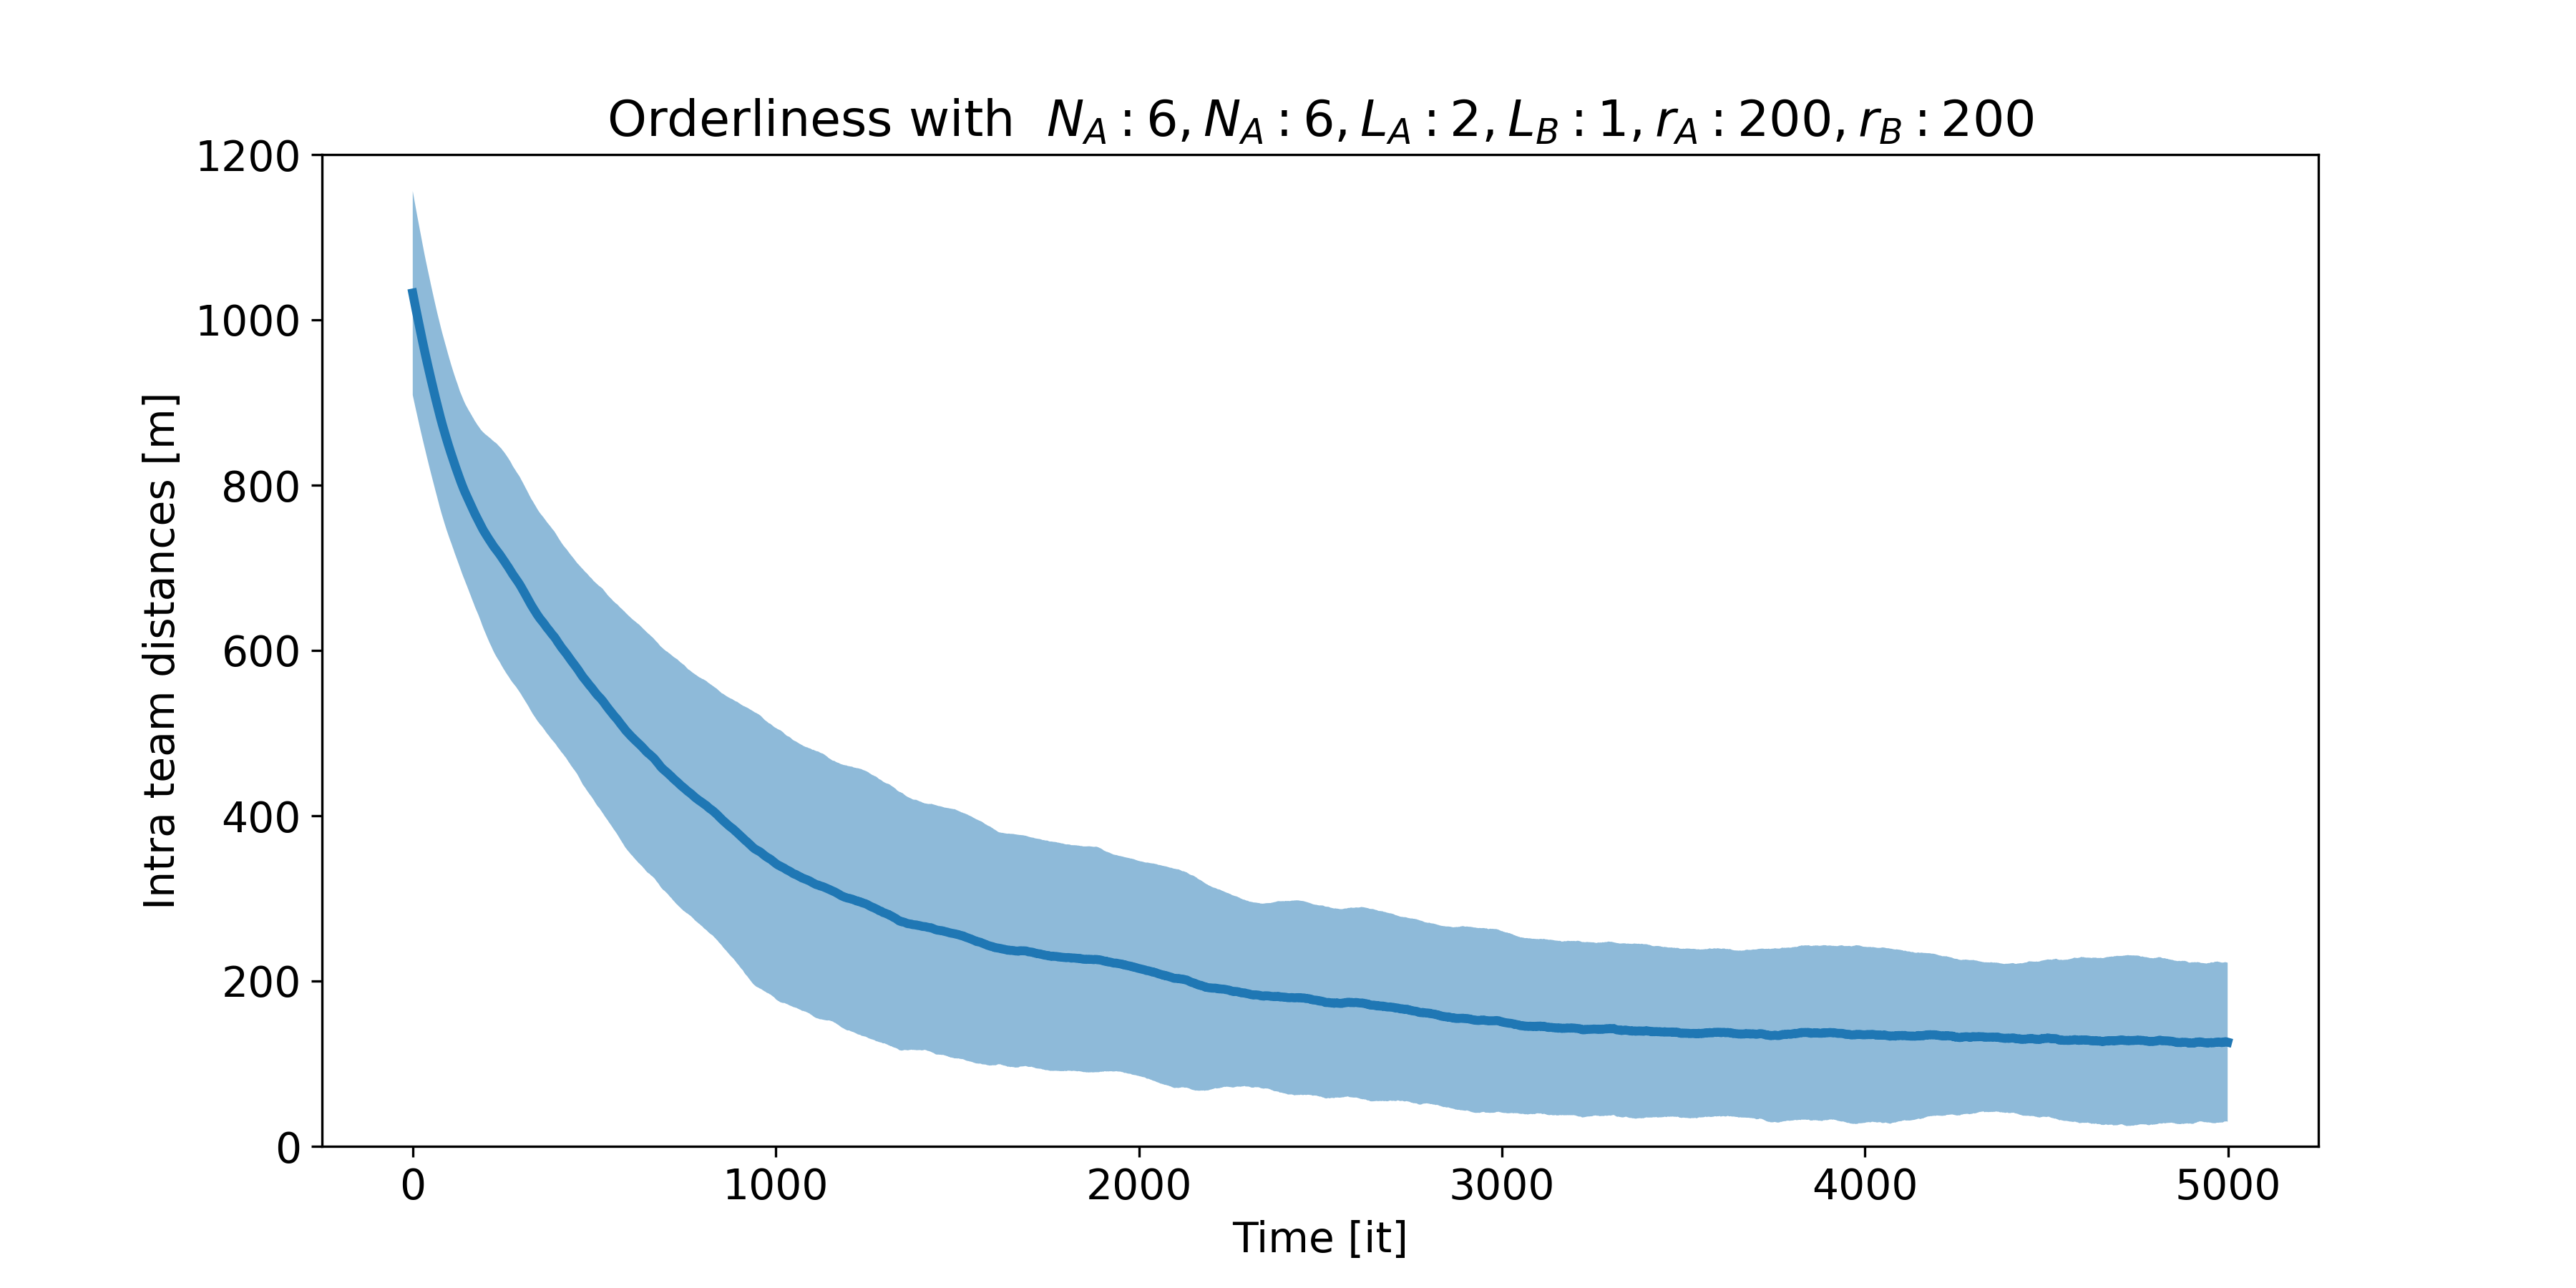 Orderliness with N_A : 6, N_A : 6, L_A : 2, L_B : 1, r_A : 200, r_B : 200
1200
1000
800
600
400
200
0
Intra team distances [m]
0 1000 2000 3000 4000 5000
Time [it]